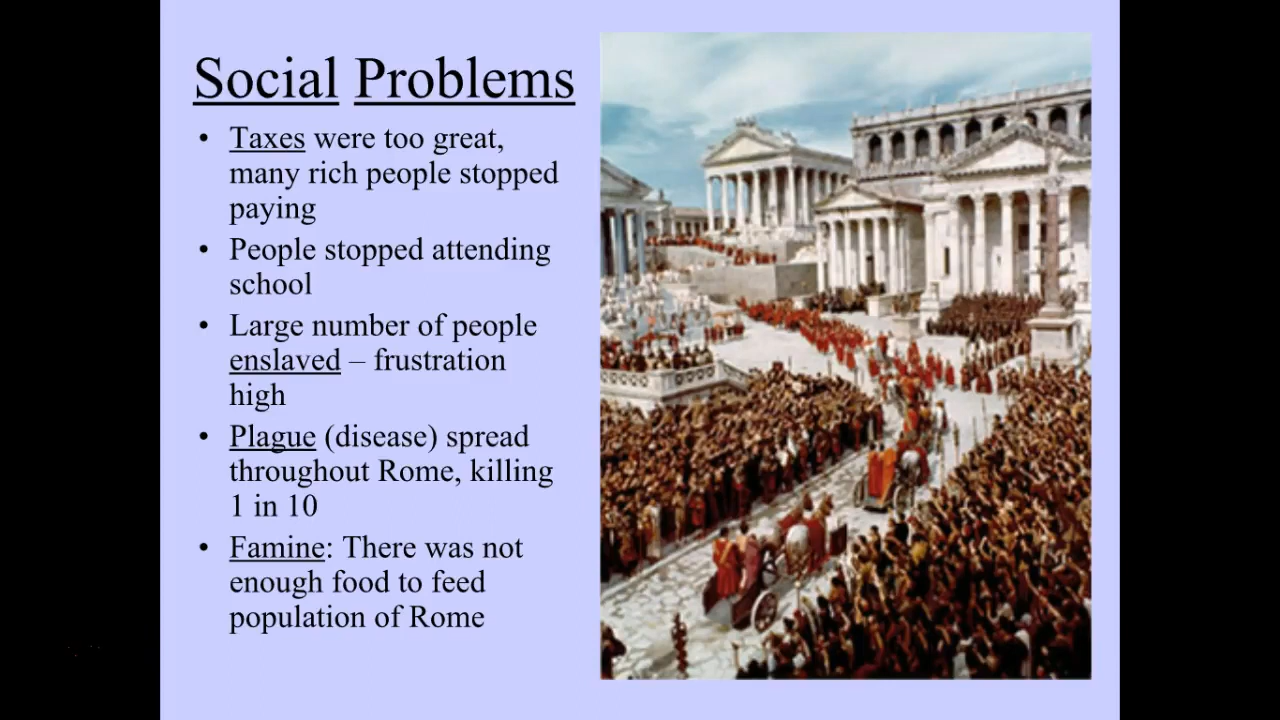 Social Problems
• Taxes were too great,
many rich people stopped
paying
• People stopped attending
school
• Large number of people
enslaved – frustration
high
• Plague (disease) spread
throughout Rome, killing
1 in 10
• Famine: There was not
enough food to feed
population of Rome